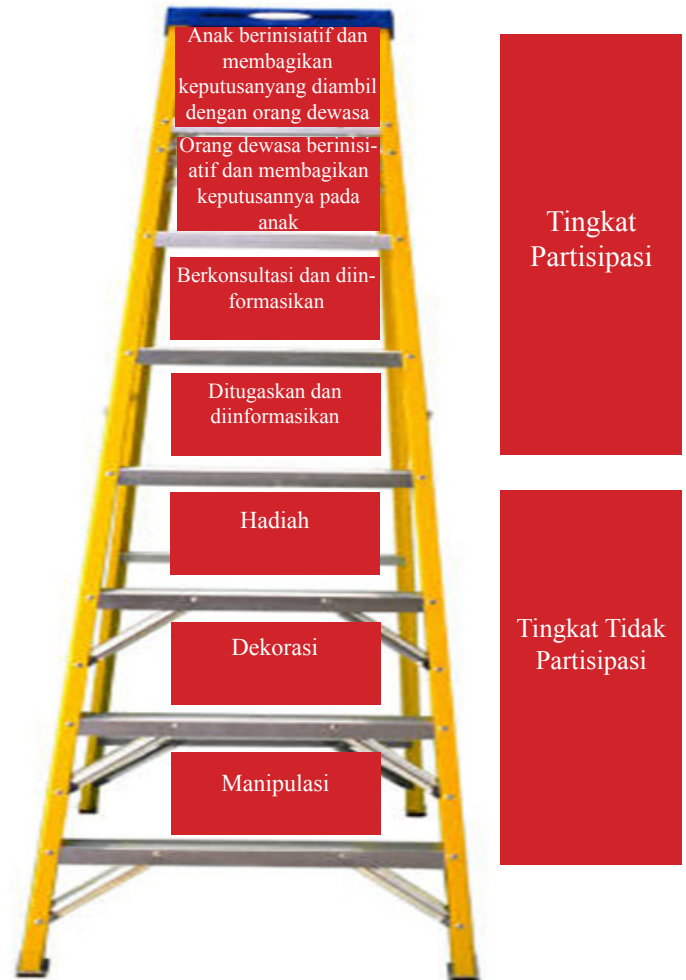 Anak berinisiatif dan
membagikan
keputusanyang diambil
dengan orang dewasa
Orang dewasa berinisi-
atif dan membagikan
keputusannya pada
anak
Berkonsultasi dan diin-
formasikan
Ditugaskan dan
diinformasikan
Hadiah
Dekorasi
Manipulasi
Tingkat
Partisipasi
Tingkat Tidak
Partisipasi